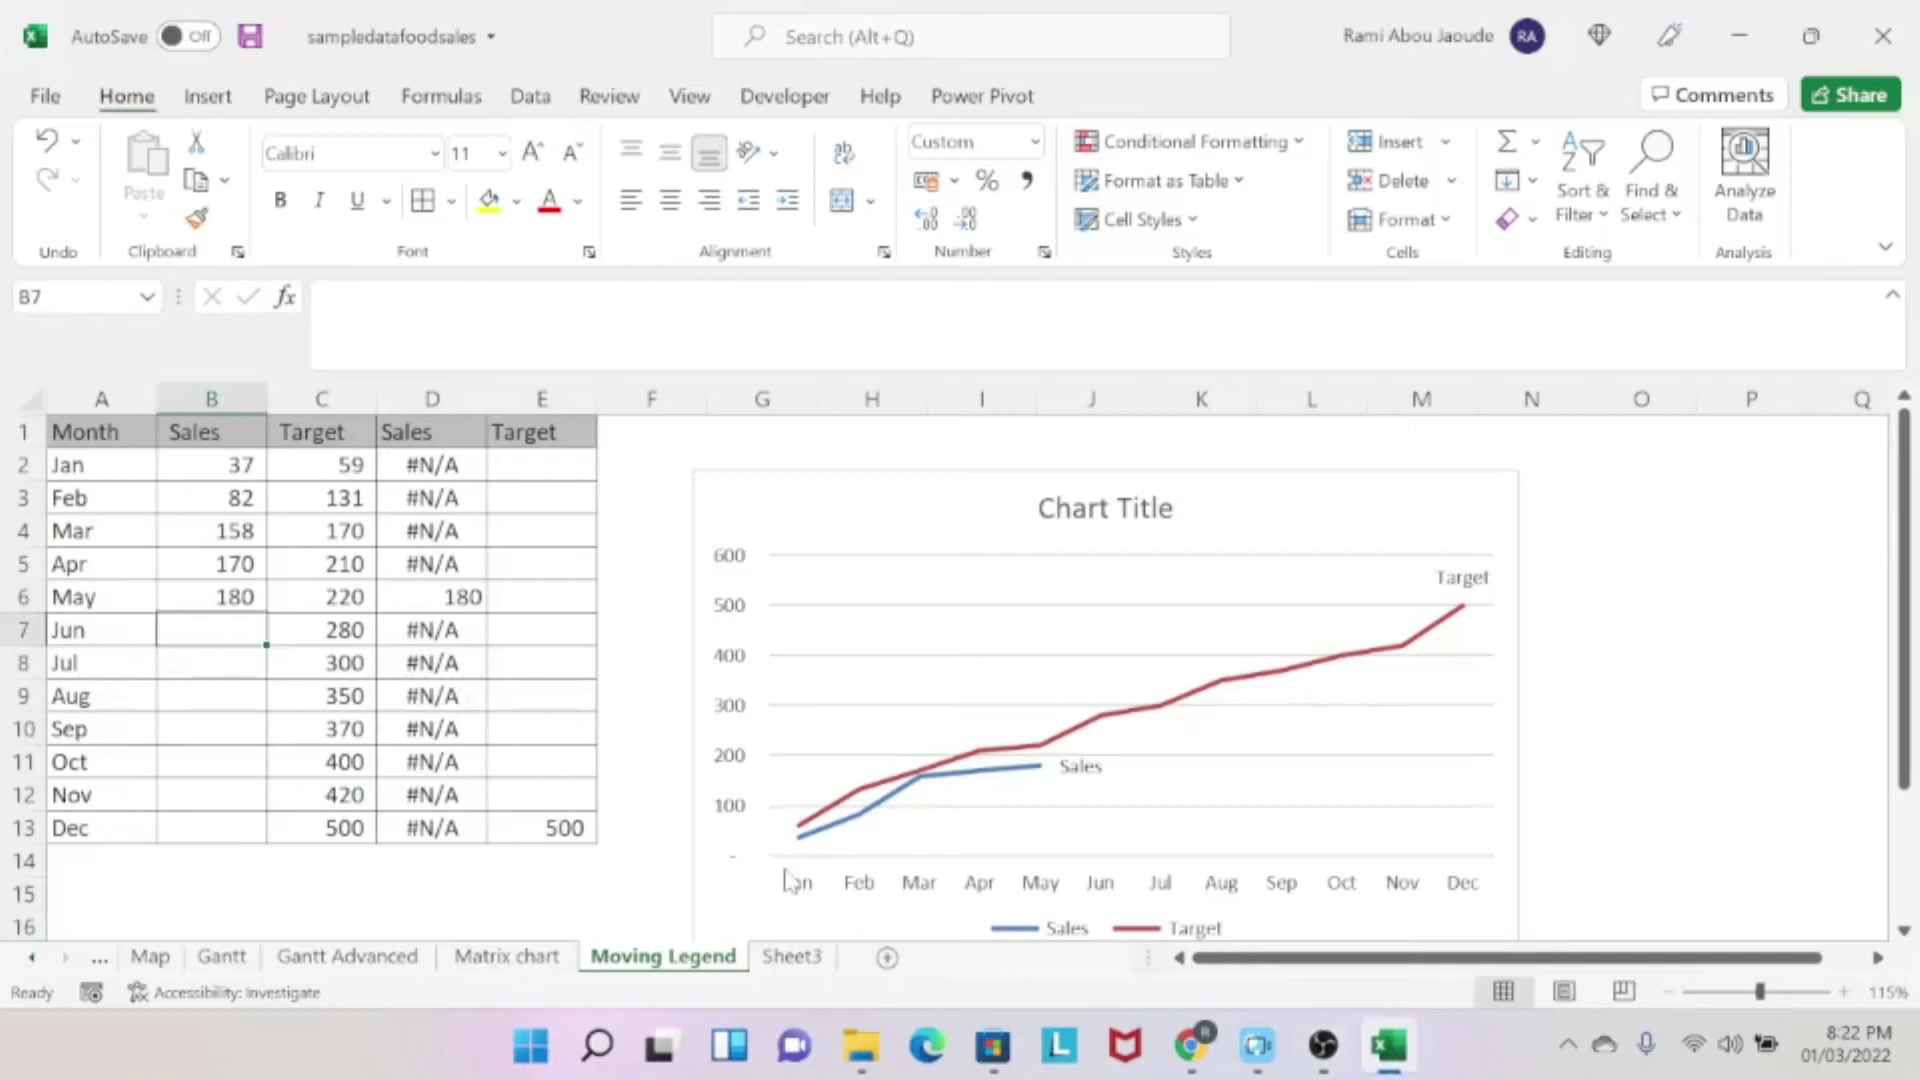 AutoSave Off sampledatafoodsales Search (Alt+Q) Rami Abou Jaoude RA
File Home Insert Page Layout Formulas Data Review View Developer Help Power Pivot Comments Share
Paste
Calibri 11
B I U
ab
Custom
%
Conditional Formatting
Format as Table
Cell Styles
Insert
Delete
Format
Sort & Filter
Find & Select
Analyze Data
Undo Clipboard Font Alignment Number Styles Cells Editing Analysis
B7 fx
A B C D E F G H I J K L M N O P Q
1 Month Sales Target Sales Target
2 Jan 37 59 #N/A
3 Feb 82 131 #N/A
4 Mar 158 170 #N/A
5 Apr 170 210 #N/A
6 May 180 220 180
7 Jun 280 #N/A
8 Jul 300 #N/A
9 Aug 350 #N/A
10 Sep 370 #N/A
11 Oct 400 #N/A
12 Nov 420 #N/A
13 Dec 500 #N/A 500
14
15
16
Chart Title
600
Target
500
400
300
200
Sales
100
-
Feb Mar Apr May Jun Jul Aug Sep Oct Nov Dec
Sales Target
... Map Gantt Gantt Advanced Matrix chart Moving Legend Sheet3
Ready Accessibility: Investigate 115%
8:22 PM
01/03/2022